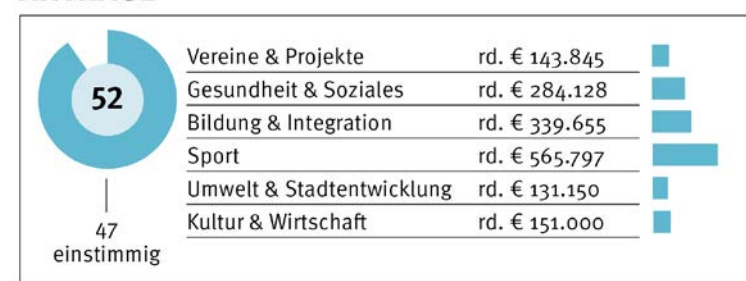 52
47
einstimmig
Vereine & Projekte rd. € 143.845
Gesundheit & Soziales rd. € 284.128
Bildung & Integration rd. € 339.655
Sport rd. € 565.797
Umwelt & Stadtentwicklung rd. € 131.150
Kultur & Wirtschaft rd. € 151.000